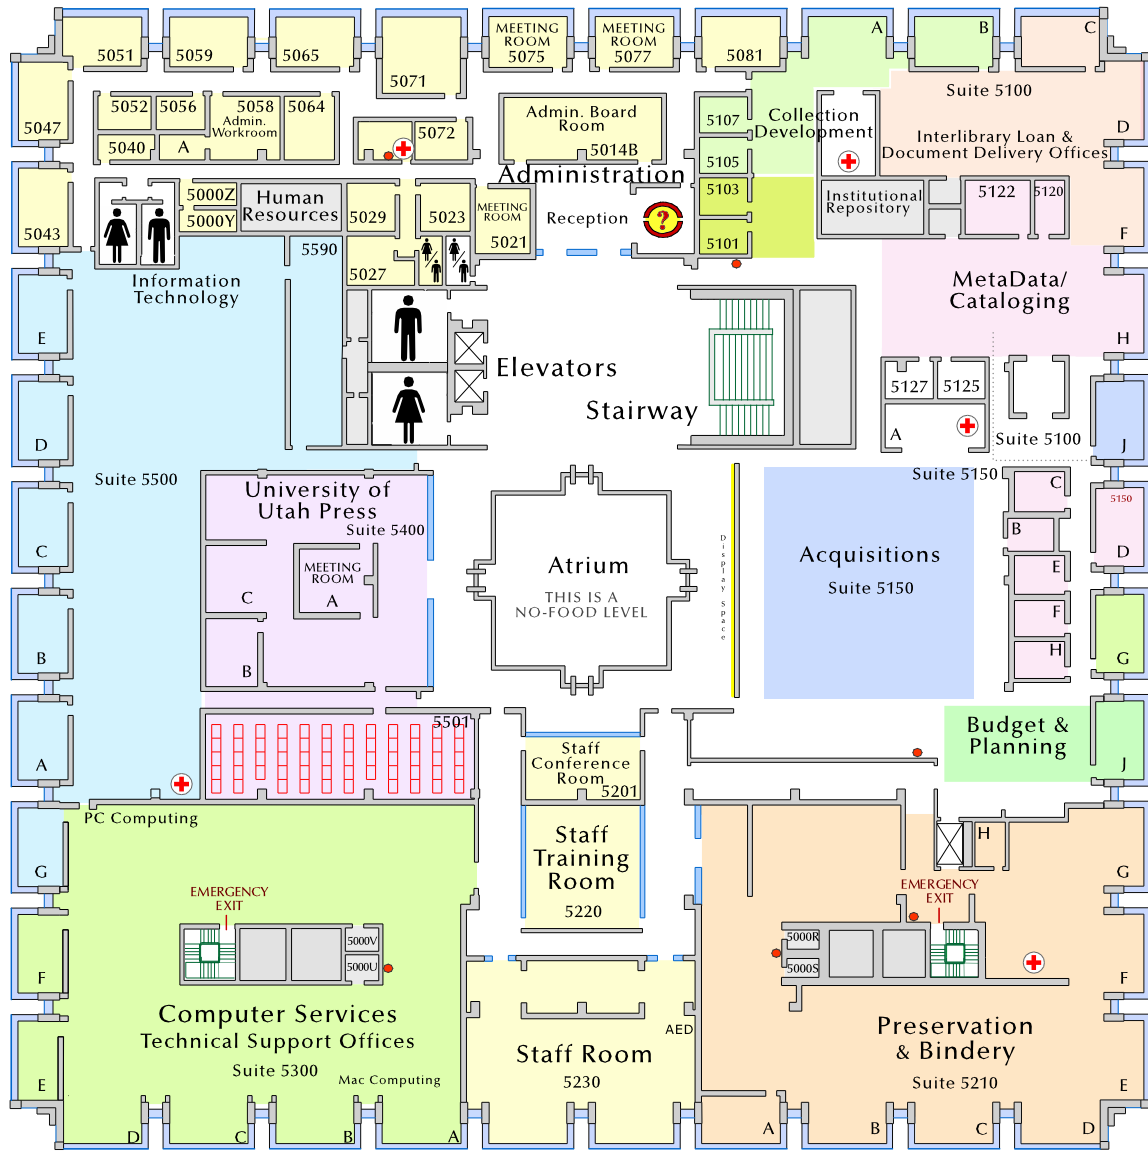 5051
5059
5065
5071
MEETING
ROOM
5075
MEETING
ROOM
5077
5081
A
B
C
Suite 5100
5047
5052
5056
5058
Admin.
Workroom
5064
5040
A
5072
Admin. Board
Room
5014B
5107
5105
Collection
Development
Interlibrary Loan &
Document Delivery Offices
D
Administration
5043
5000Z
5000Y
Human
Resources
5029
5023
MEETING
ROOM
5021
Reception
?
5103
5101
Institutional
Repository
5122
5120
F
Information
Technology
5590
5027
MetaData/
Cataloging
E
H
Elevators
Stairway
5127
5125
A
Suite 5100
J
D
Suite 5500
University of
Utah Press
Suite 5400
Suite 5150
C
5150
B
D
C
MEETING
ROOM
A
C
Atrium
THIS IS A
NO-FOOD LEVEL
Display Space
Acquisitions
Suite 5150
E
F
H
G
B
B
5501
Budget &
Planning
J
A
Staff
Conference
Room
5201
PC Computing
Staff
Training
Room
5220
H
G
G
EMERGENCY
EXIT
EMERGENCY
EXIT
5000V
5000U
5000R
5000S
F
F
Computer Services
Technical Support Offices
Suite 5300
Mac Computing
AED
Staff Room
5230
Preservation
& Bindery
Suite 5210
E
E
D
C
B
A
A
B
C
D